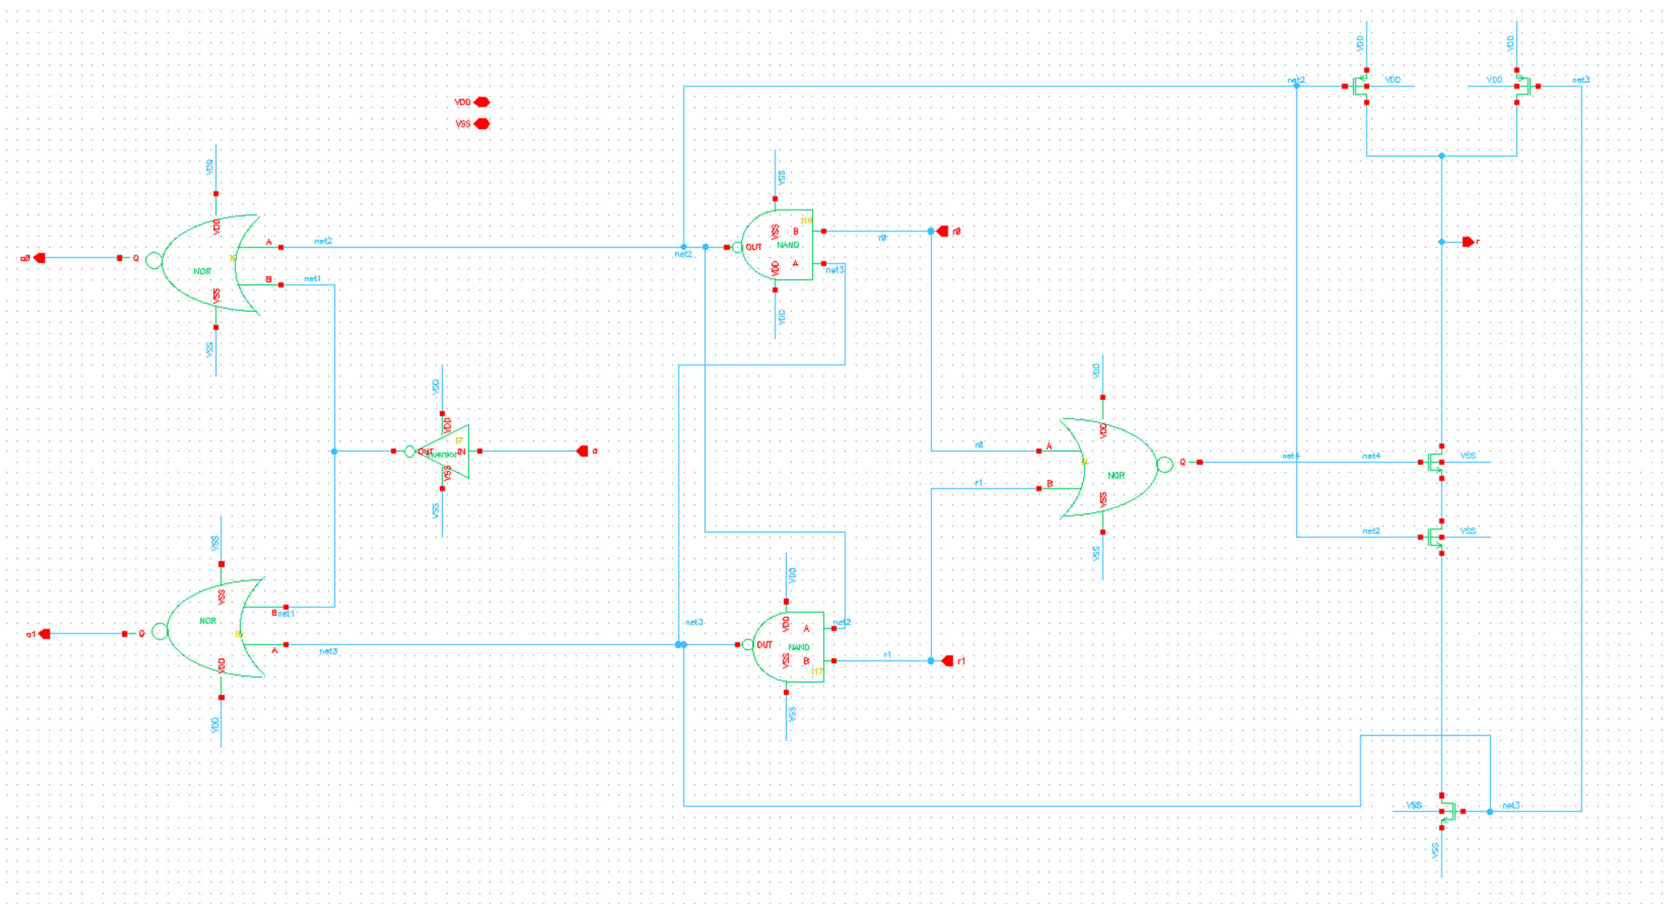 VDD
VDD
net2
VDD
VDD
net3
VDD
VSS
VDD
VSS
I16
VDD
A
net2
VSS
B
r0
r0
NAND
OUT
net2
r
a0
Q
NOR
A
net3
B
net1
VDD
VSS
VDD
VSS
VDD
VDD
VDD
OUT
IN
a
r0
A
VDD
net4
net4
VSS
Q
NOR
r1
B
VSS
VSS
VSS
VSS
net2
VSS
VSS
VDD
VSS
NOR
B
net1
net3
VDD
A
net2
a1
Q
A
net3
OUT
NAND
VSS
B
r1
r1
I17
VDD
VDD
VSS
VSS
net3
VSS